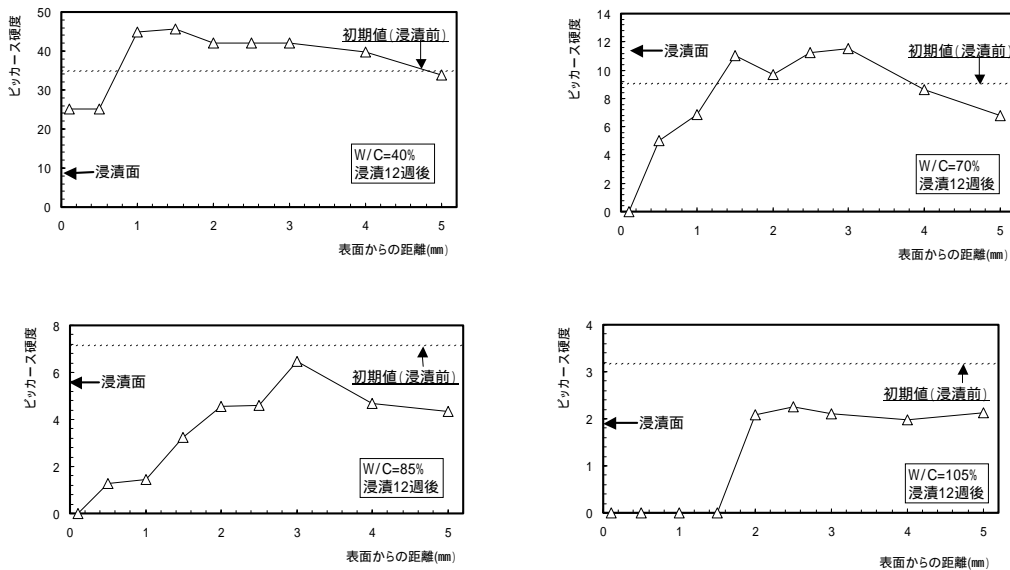 ビッカース硬度
50
40
30
20
10
0
初期値(浸漬前)
浸漬面
W/C=40%
浸漬12週後
0 1 2 3 4 5
表面からの距離(mm)
ビッカース硬度
14
12
10
8
6
4
2
0
浸漬面
初期値(浸漬前)
W/C=70%
浸漬12週後
0 1 2 3 4 5
表面からの距離(mm)
ビッカース硬度
8
6
4
2
0
浸漬面
初期値(浸漬前)
W/C=85%
浸漬12週後
0 1 2 3 4 5
表面からの距離(mm)
ビッカース硬度
4
3
2
1
0
初期値(浸漬前)
浸漬面
W/C=105%
浸漬12週後
0 1 2 3 4 5
表面からの距離(mm)